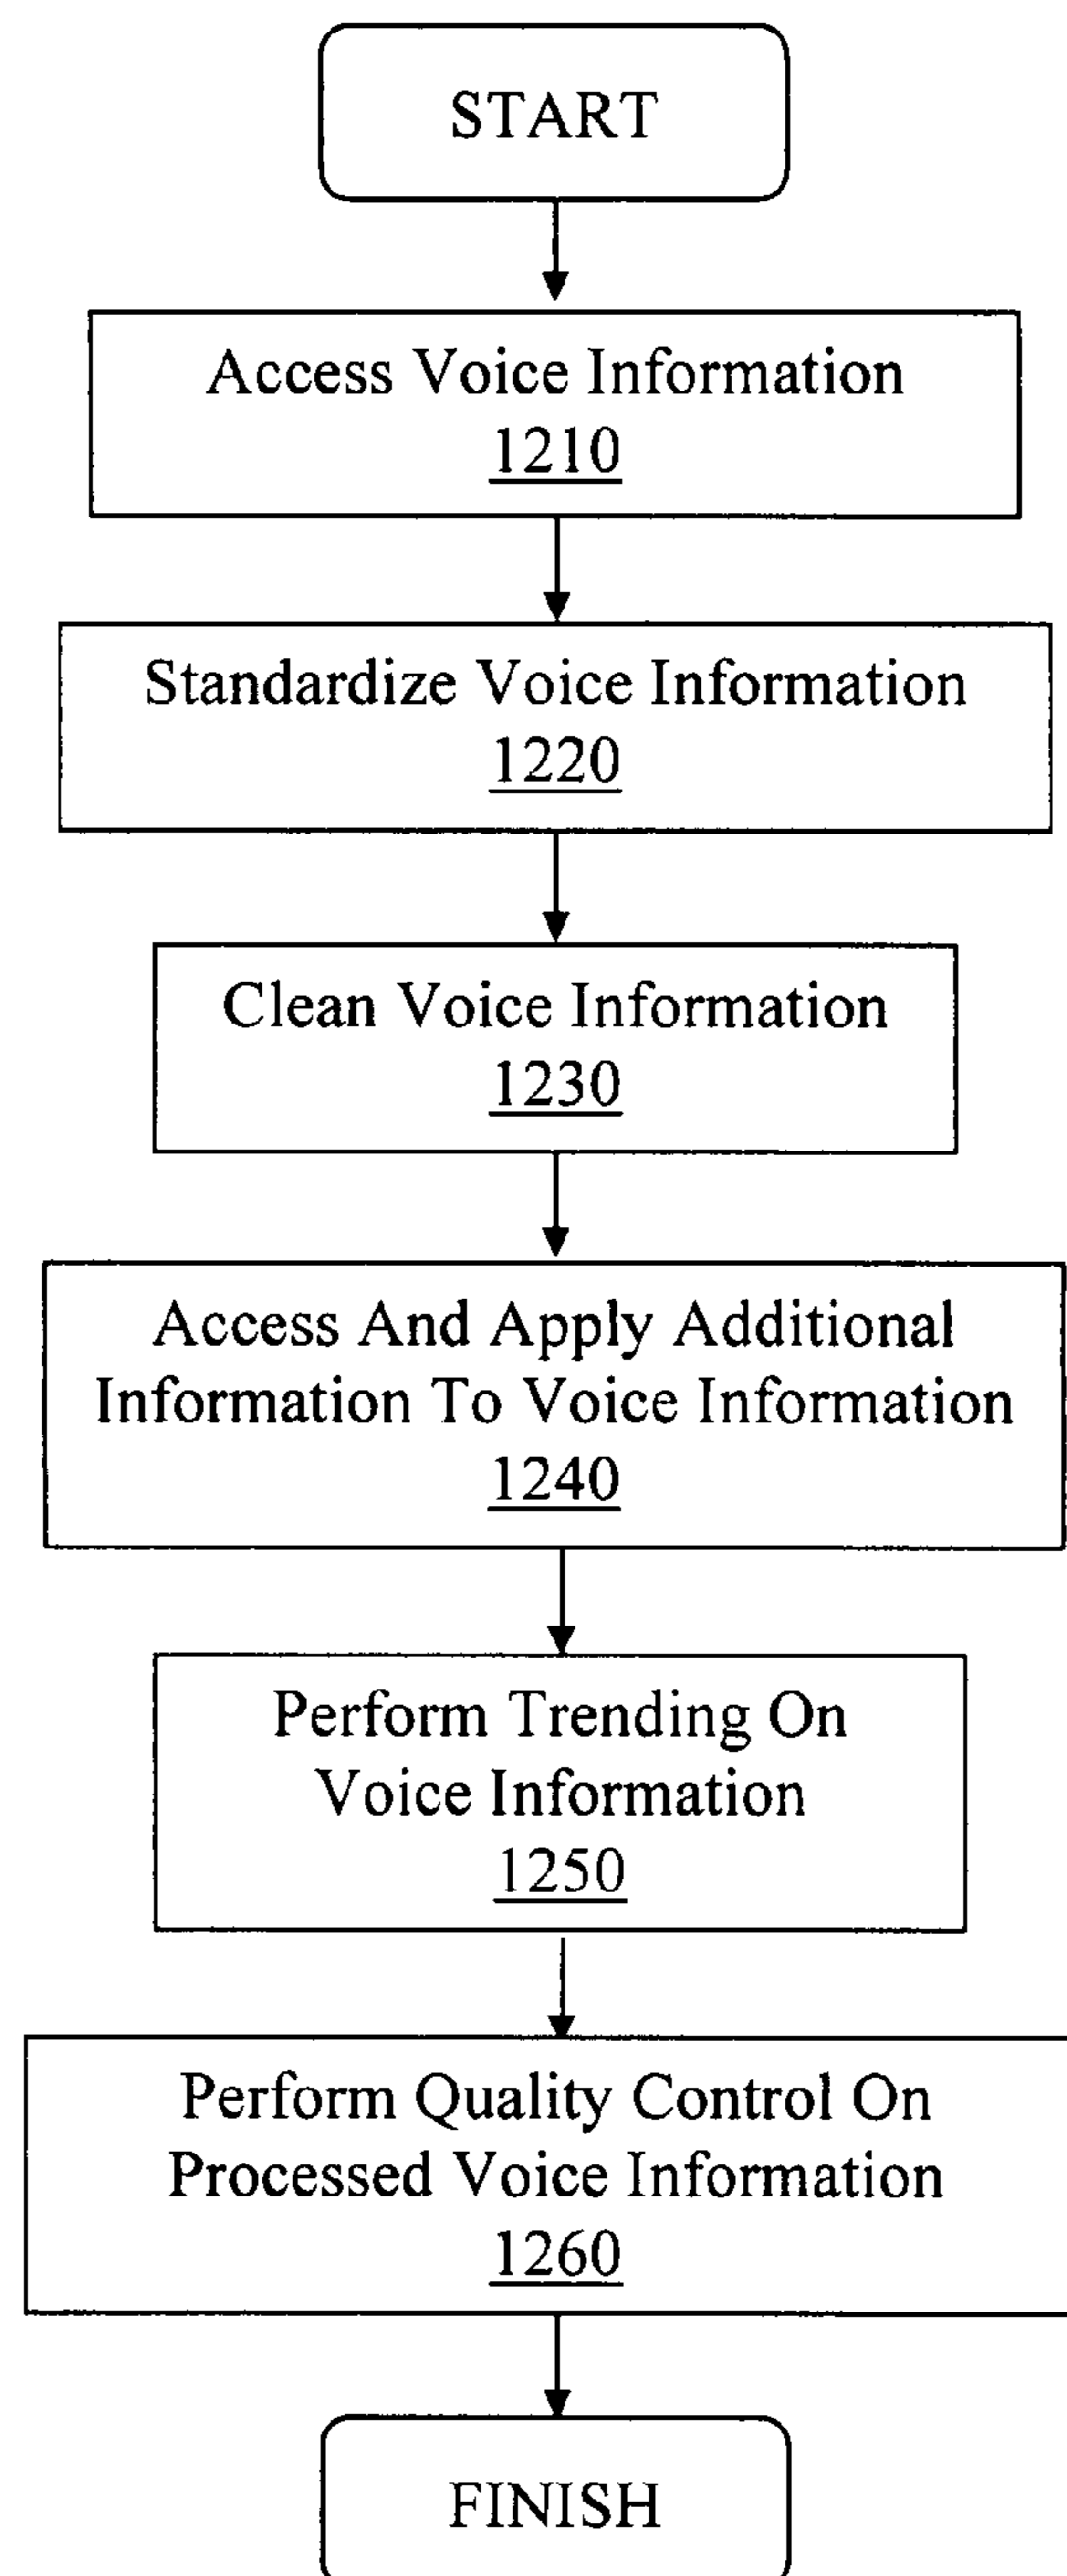 START
Access Voice Information
1210
Standardize Voice Information
1220
Clean Voice Information
1230
Access And Apply Additional
Information To Voice Information
1240
Perform Trending On
Voice Information
1250
Perform Quality Control On
Processed Voice Information
1260
FINISH